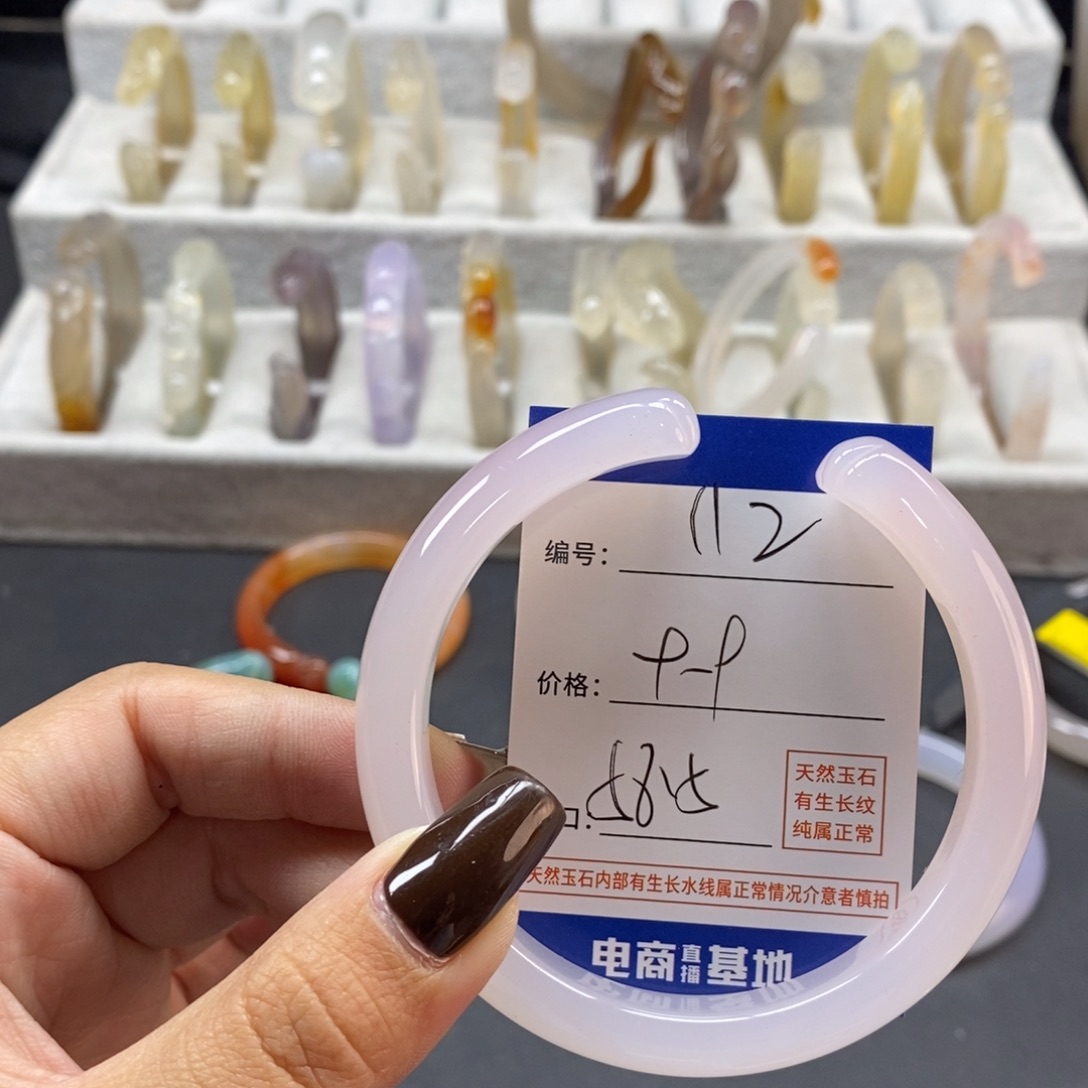 编号: 112
价格:
口: 58.5
天然玉石
有生长纹
纯属正常
天然玉石内部有生长水线属正常情况介意者慎拍
电商直播基地